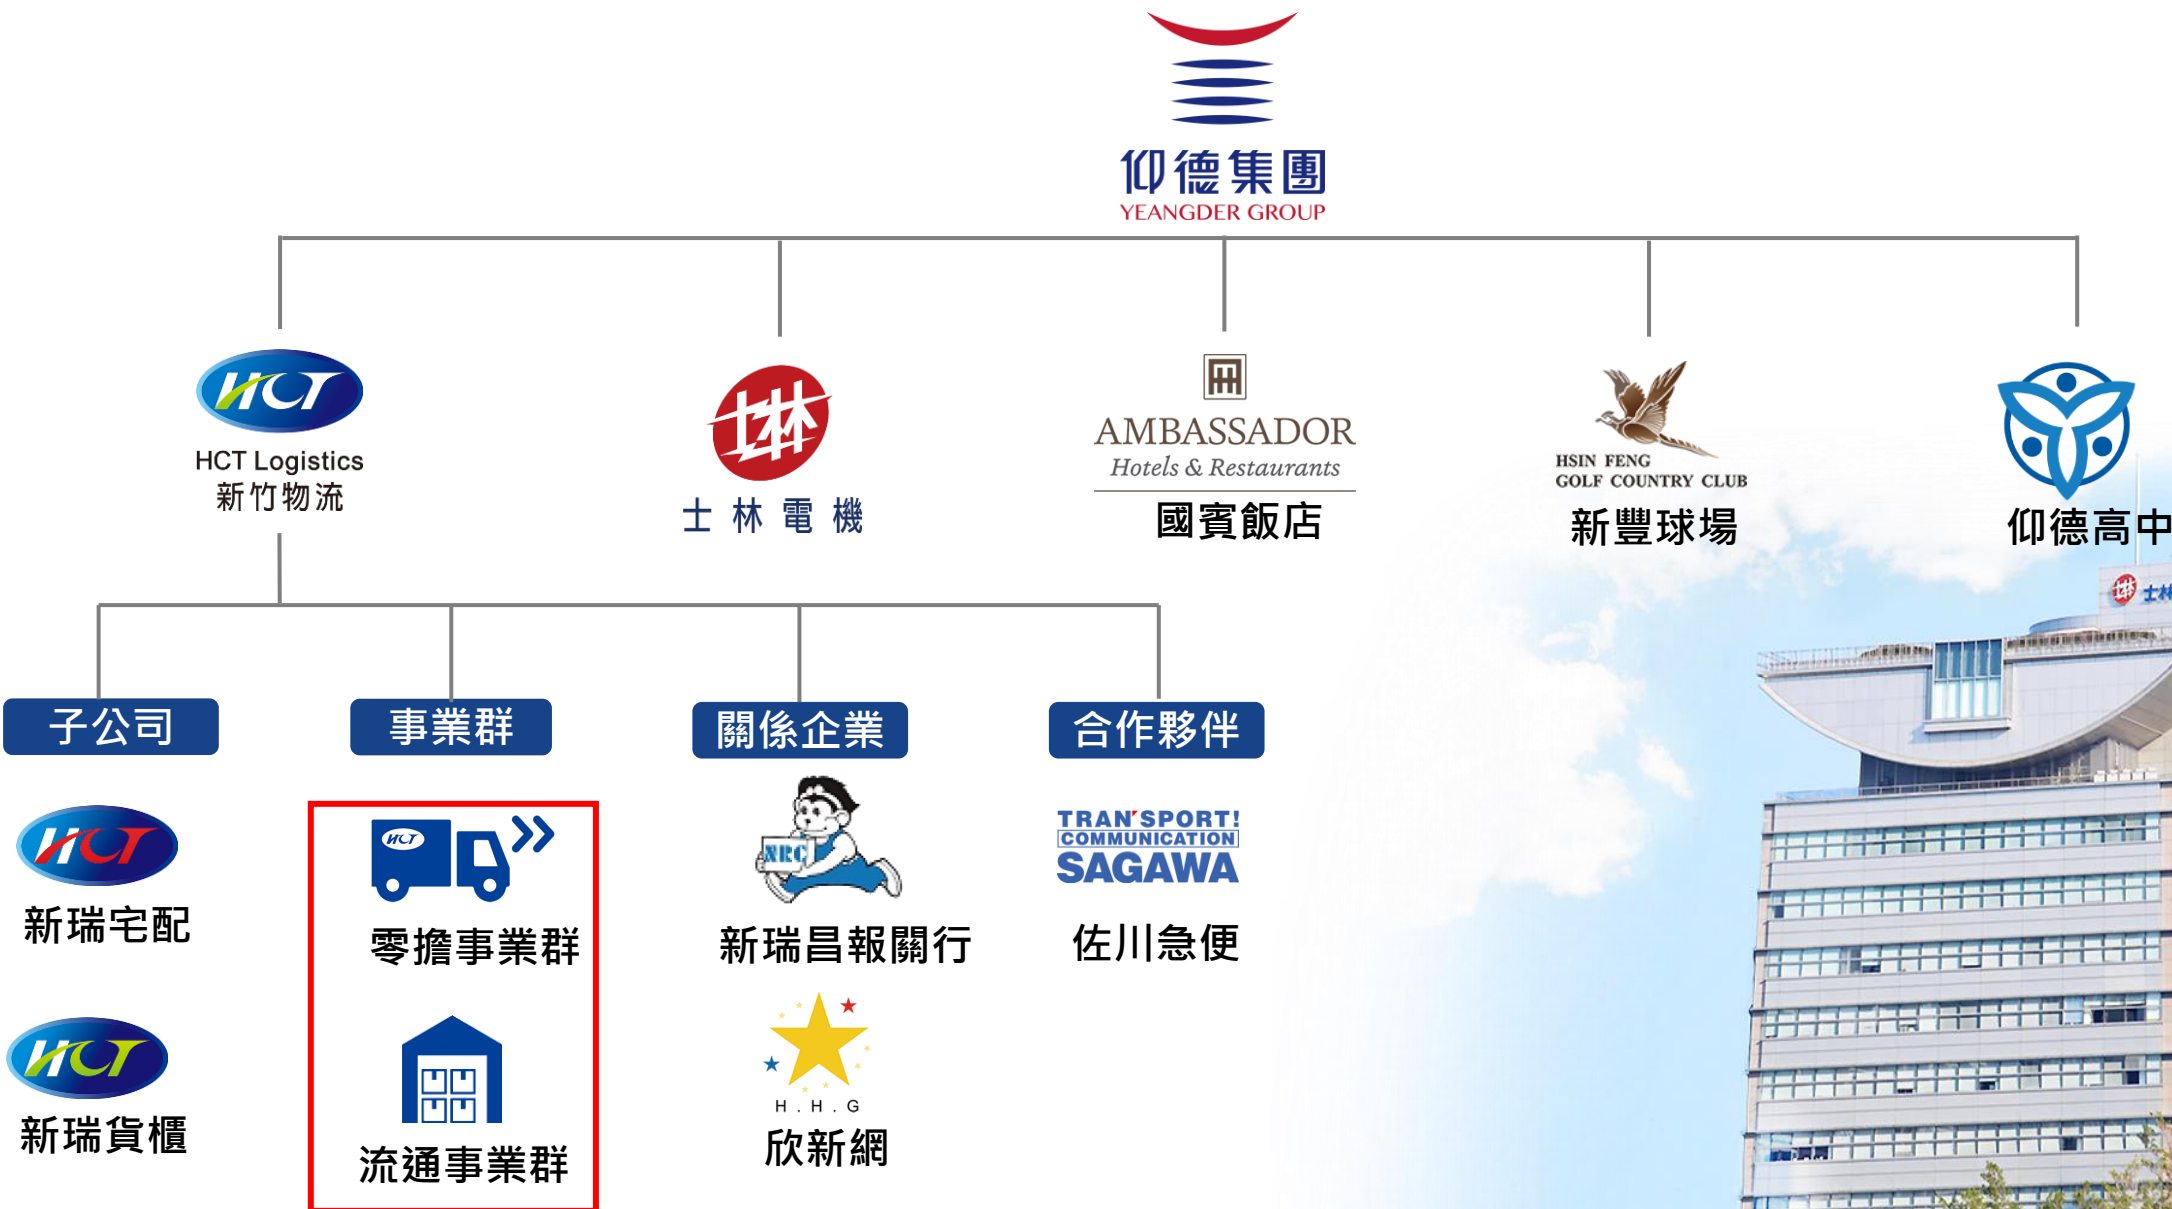 仰德集團
YEANGDER GROUP
HCT
HCT Logistics
新竹物流
士林
士林電機
AMBASSADOR
Hotels & Restaurants
國賓飯店
HSIN FENG
GOLF COUNTRY CLUB
新豐球場
仰德高中
士林
子公司
事業群
關係企業
合作夥伴
HCT
新瑞宅配
HCT
新瑞貨櫃
HCT
零擔事業群
流通事業群
NRC
新瑞昌報關行
H.H.G
欣新網
TRANSPORT!
COMMUNICATION
SAGAWA
佐川急便